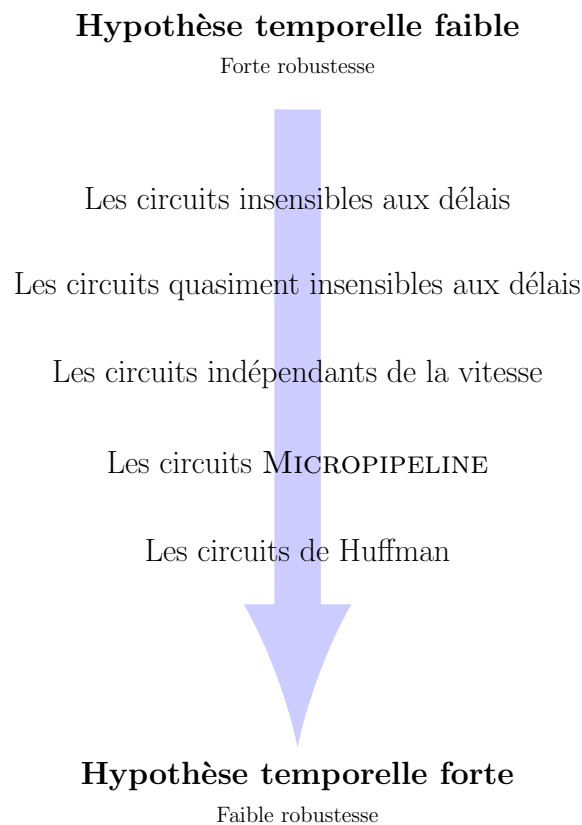 Hypothèse temporelle faible
Forte robustesse
Les circuits insensibles aux délais
Les circuits quasiment insensibles aux délais
Les circuits indépendants de la vitesse
Les circuits MICROPIPELINE
Les circuits de Huffman
Hypothèse temporelle forte
Faible robustesse